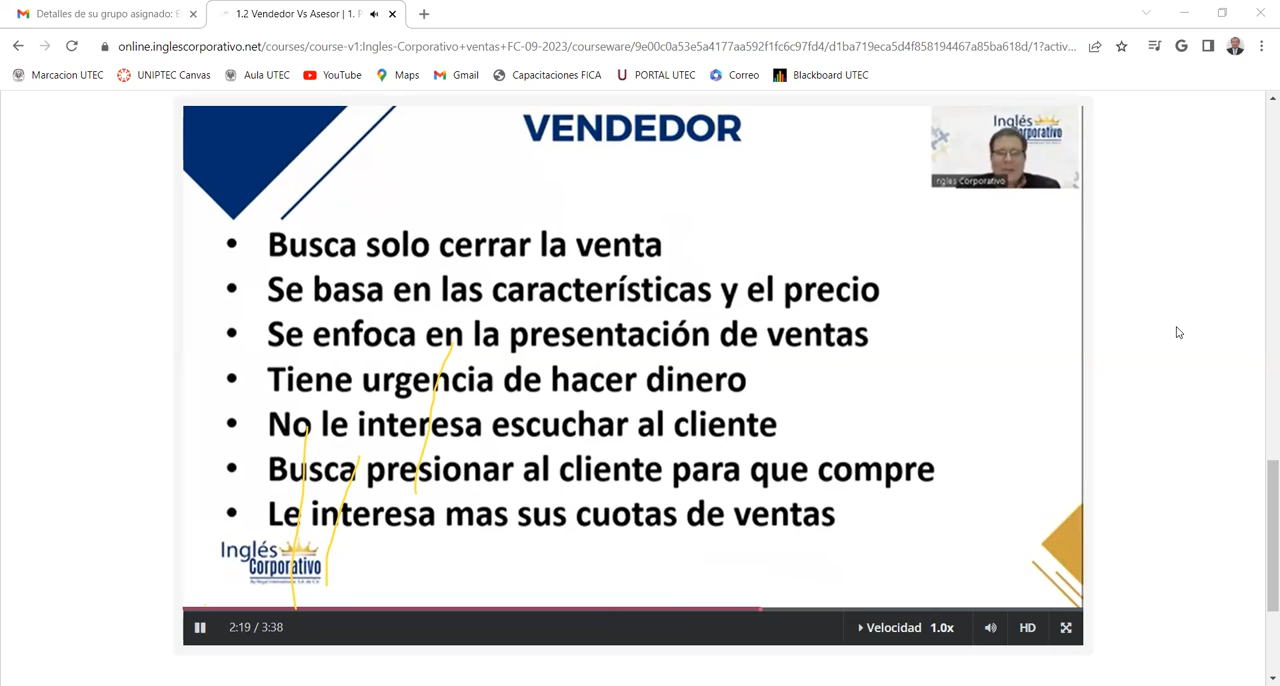 Detalles de su grupo asignado: E
1.2 Vendedor Vs Asesor | 1. P
online.inglescorporativo.net/courses/course-v1:Ingles-Corporativo+ventas+FC-09-2023/courseware/9e00c0a53e5a4177aa592f1fc6c97fd4/d1ba719eca5d4f858194467a85ba618d/1?activ...
Marcacion UTEC UNIPTEC Canvas Aula UTEC YouTube Maps Gmail Capacitaciones FICA PORTAL UTEC Correo Blackboard UTEC
VENDEDOR
Inglés
Corporativo
Ingles Corporativo
• Busca solo cerrar la venta
• Se basa en las características y el precio
• Se enfoca en la presentación de ventas
• Tiene urgencia de hacer dinero
• No le interesa escuchar al cliente
• Busca presionar al cliente para que compre
• Le interesa mas sus cuotas de ventas
Inglés
Corporativo
2:19 / 3:38 Velocidad 1.0x HD